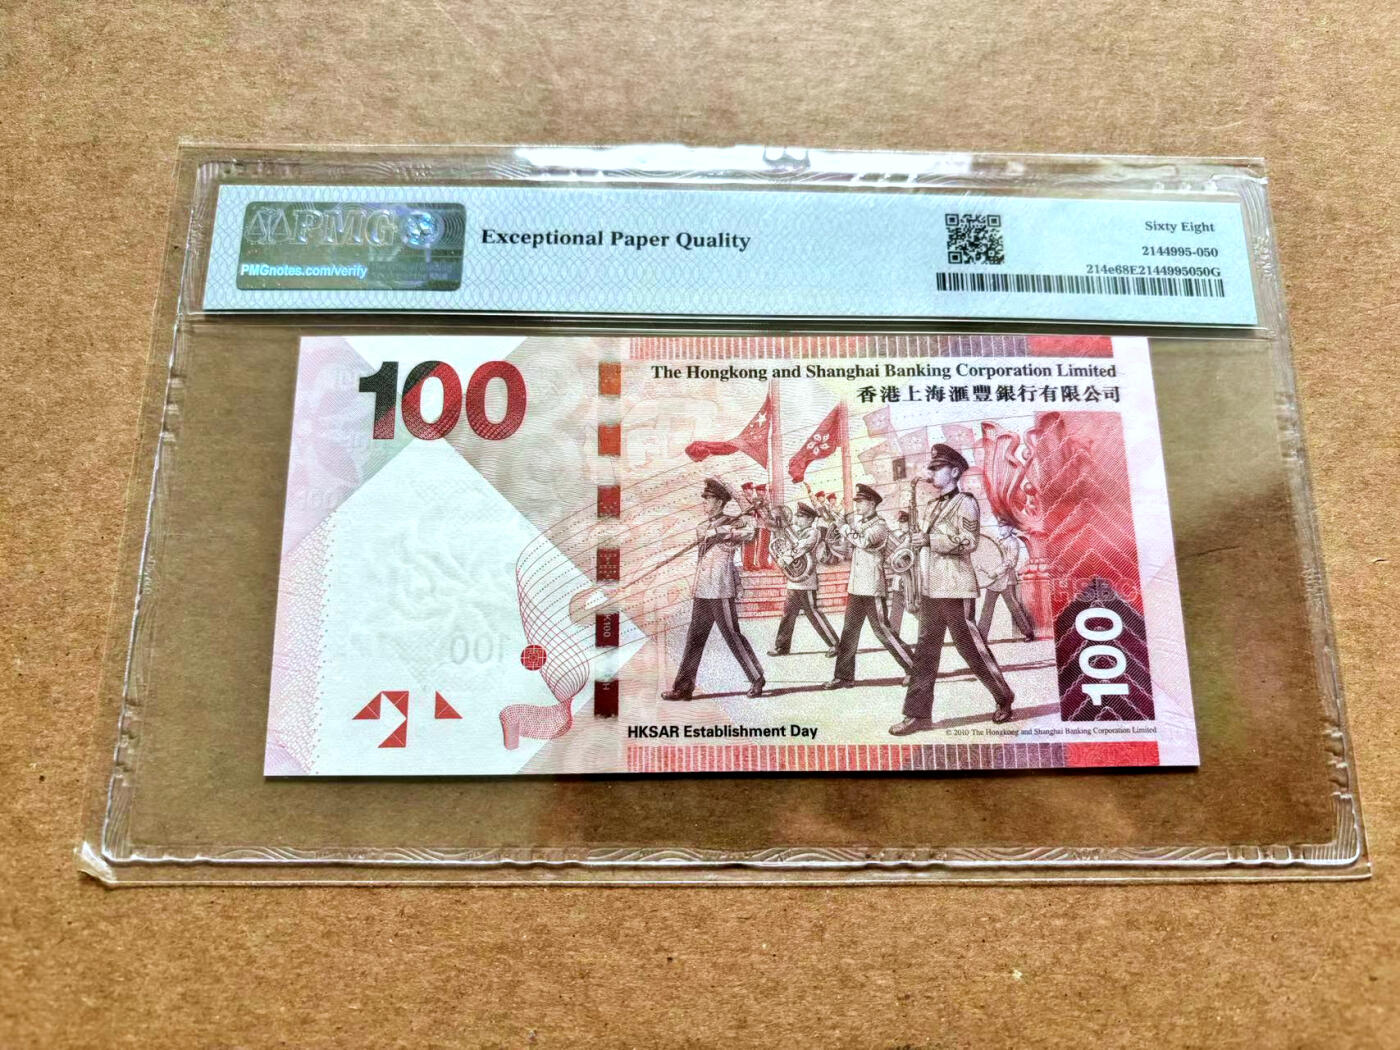 PMG
PMGnotes.com/verify
Exceptional Paper Quality
Sixty Eight
2144995-050
214e68E2144995050G
100
The Hongkong and Shanghai Banking Corporation Limited
香港上海滙豐銀行有限公司
HSBC
100
100
HKSAR Establishment Day
© 2010 The Hongkong and Shanghai Banking Corporation Limited